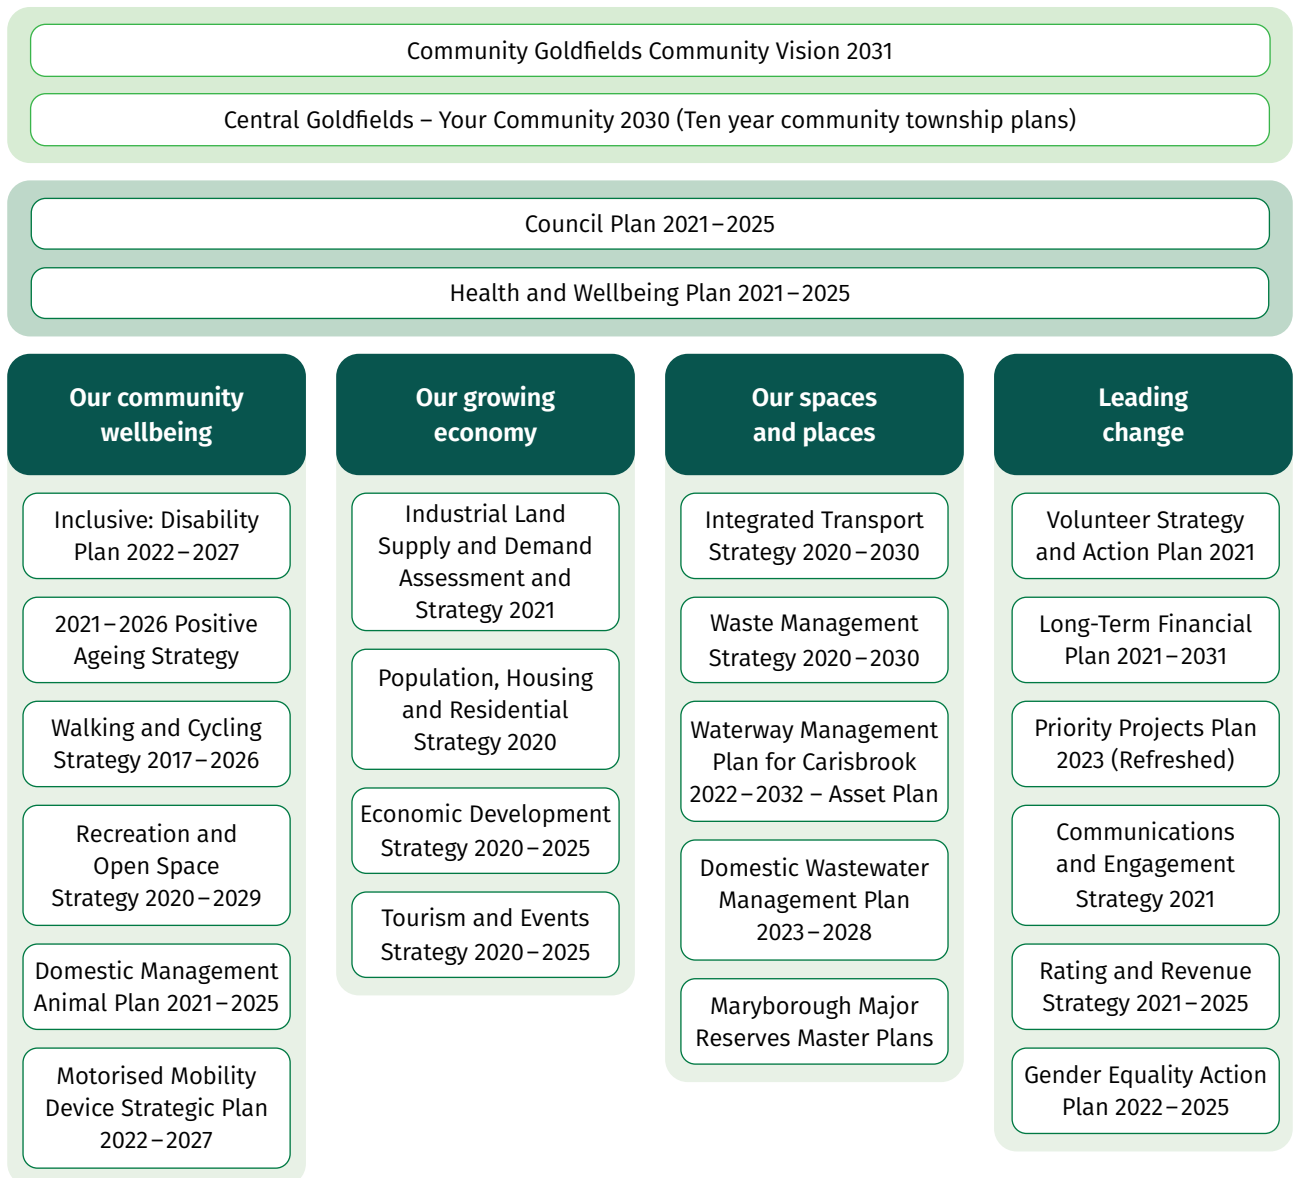 Community Goldfields Community Vision 2031
Central Goldfields – Your Community 2030 (Ten year community township plans)
Council Plan 2021–2025
Health and Wellbeing Plan 2021–2025
Our community
wellbeing
Inclusive: Disability
Plan 2022–2027
2021–2026 Positive
Ageing Strategy
Walking and Cycling
Strategy 2017–2026
Recreation and
Open Space
Strategy 2020–2029
Domestic Management
Animal Plan 2021–2025
Motorised Mobility
Device Strategic Plan
2022–2027
Our growing
economy
Industrial Land
Supply and Demand
Assessment and
Strategy 2021
Population, Housing
and Residential
Strategy 2020
Economic Development
Strategy 2020–2025
Tourism and Events
Strategy 2020–2025
Our spaces
and places
Integrated Transport
Strategy 2020–2030
Waste Management
Strategy 2020–2030
Waterway Management
Plan for Carisbrook
2022–2032 – Asset Plan
Domestic Wastewater
Management Plan
2023–2028
Maryborough Major
Reserves Master Plans
Leading
change
Volunteer Strategy
and Action Plan 2021
Long-Term Financial
Plan 2021–2031
Priority Projects Plan
2023 (Refreshed)
Communications
and Engagement
Strategy 2021
Rating and Revenue
Strategy 2021–2025
Gender Equality Action
Plan 2022–2025